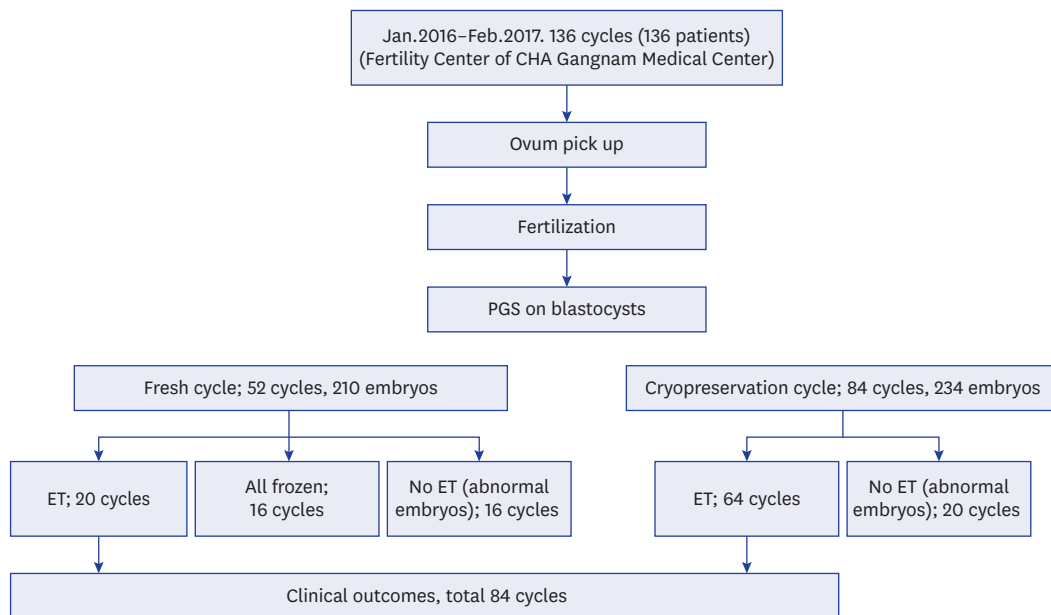 Jan.2016–Feb.2017. 136 cycles (136 patients)
(Fertility Center of CHA Gangnam Medical Center)
Ovum pick up
Fertilization
PGS on blastocysts
Fresh cycle; 52 cycles, 210 embryos
Cryopreservation cycle; 84 cycles, 234 embryos
ET; 20 cycles
All frozen;
16 cycles
No ET (abnormal
embryos); 16 cycles
ET; 64 cycles
No ET (abnormal
embryos); 20 cycles
Clinical outcomes, total 84 cycles